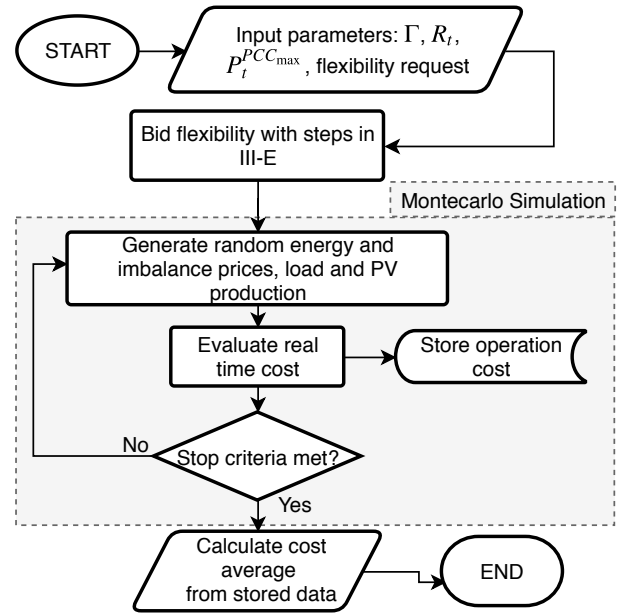 START
Input parameters: Γ, R_t,
P_t^{PCC_max}, flexibility request
Bid flexibility with steps in
III-E
Montecarlo Simulation
Generate random energy and
imbalance prices, load and PV
production
Evaluate real
time cost
Store operation
cost
No
Stop criteria met?
Yes
Calculate cost
average
from stored data
END